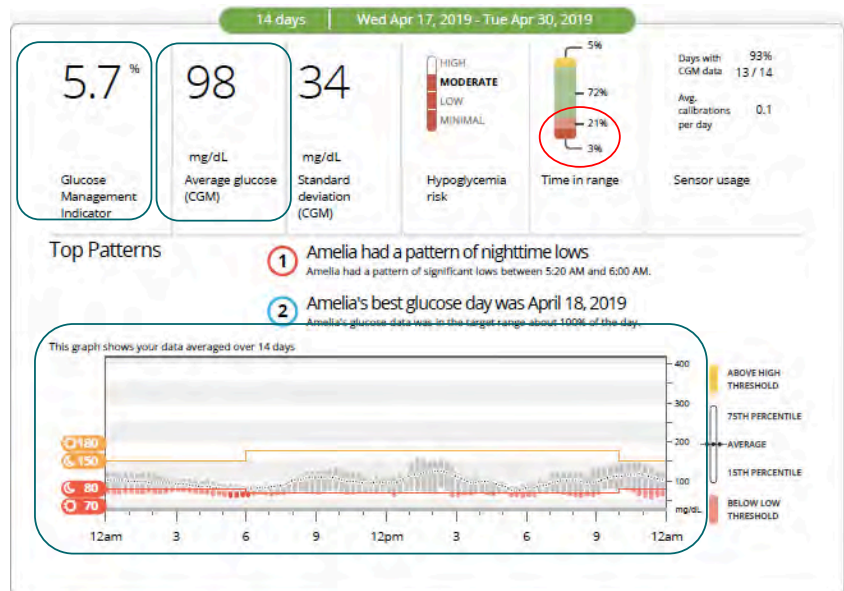 14 days | Wed Apr 17, 2019 - Tue Apr 30, 2019
5.7 %
Glucose
Management
Indicator
98
mg/dL
Average glucose
(CGM)
34
mg/dL
Standard
deviation
(CGM)
HIGH
MODERATE
LOW
MINIMAL
Hypoglycemia
risk
5%
72%
21%
3%
Time in range
Days with
CGM data
93%
13 / 14
Avg.
calibrations
per day
0.1
Sensor usage
Top Patterns
1
Amelia had a pattern of nighttime lows
Amelia had a pattern of significant lows between 5:20 AM and 6:00 AM.
2
Amelia's best glucose day was April 18, 2019
Amelia's glucose data was in the target range about 100% of the day.
This graph shows your data averaged over 14 days
180
150
80
70
400
300
200
100
mg/dL
12am 3 6 9 12pm 3 6 9 12am
ABOVE HIGH
THRESHOLD
75TH PERCENTILE
AVERAGE
15TH PERCENTILE
BELOW LOW
THRESHOLD